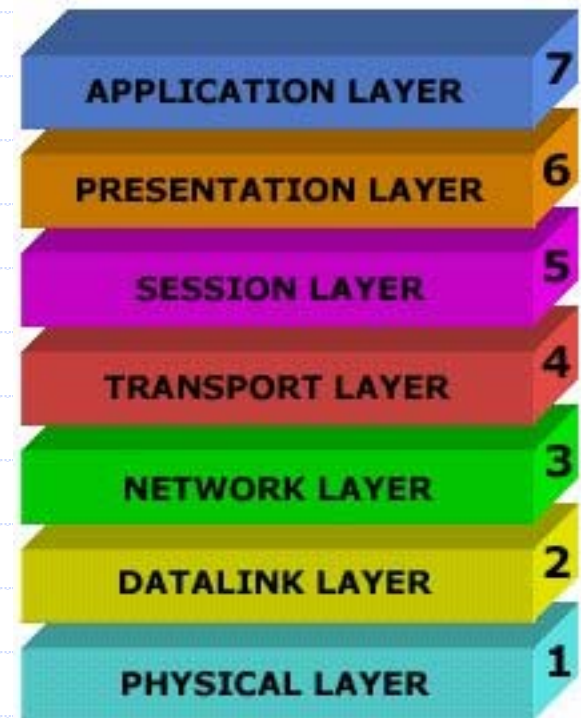 APPLICATION LAYER 7
PRESENTATION LAYER 6
SESSION LAYER 5
TRANSPORT LAYER 4
NETWORK LAYER 3
DATALINK LAYER 2
PHYSICAL LAYER 1